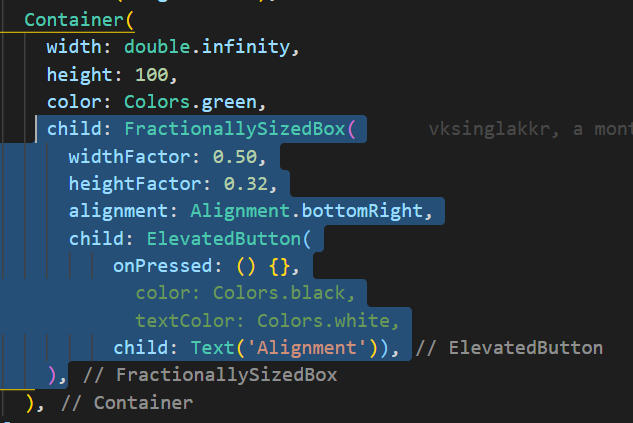 Container(
width: double.infinity,
height: 100,
color: Colors.green,
child: FractionallySizedBox( vksinglakkr, a mont
widthFactor: 0.50,
heightFactor: 0.32,
alignment: Alignment.bottomRight,
child: ElevatedButton(
onPressed: () {},
color: Colors.black,
textColor: Colors.white,
child: Text('Alignment')), // ElevatedButton
), // FractionallySizedBox
), // Container